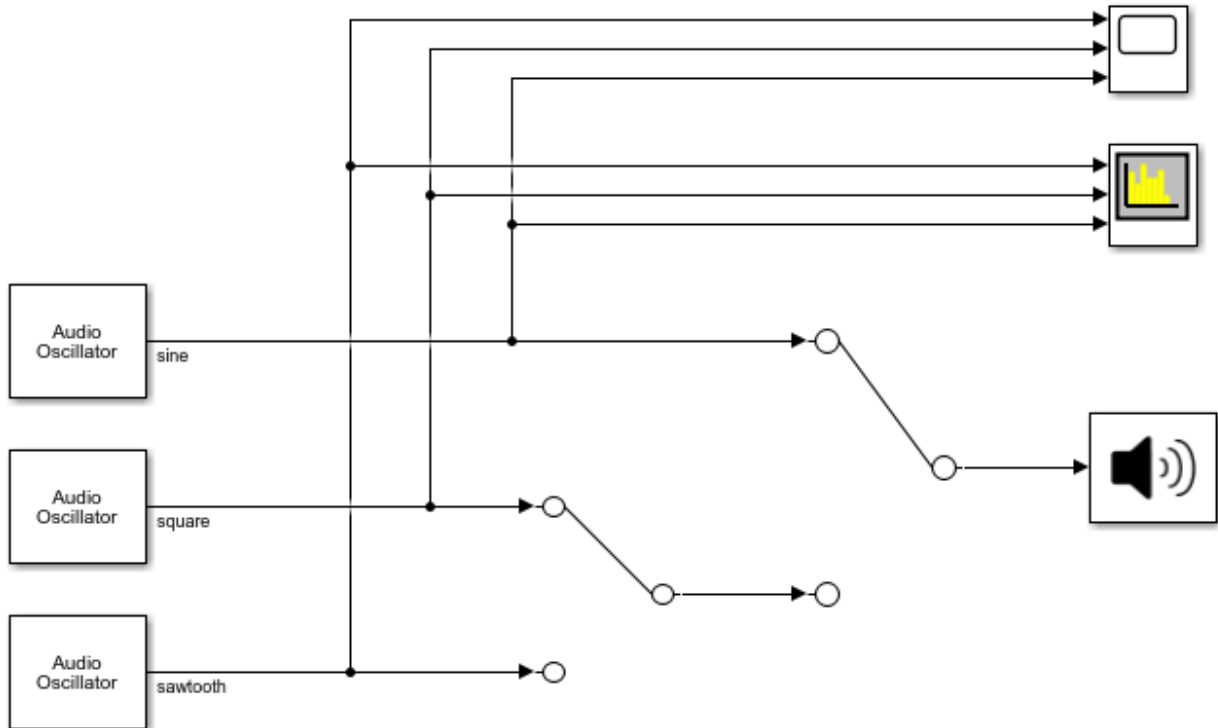 Audio
Oscillator
sine
Audio
Oscillator
square
Audio
Oscillator
sawtooth